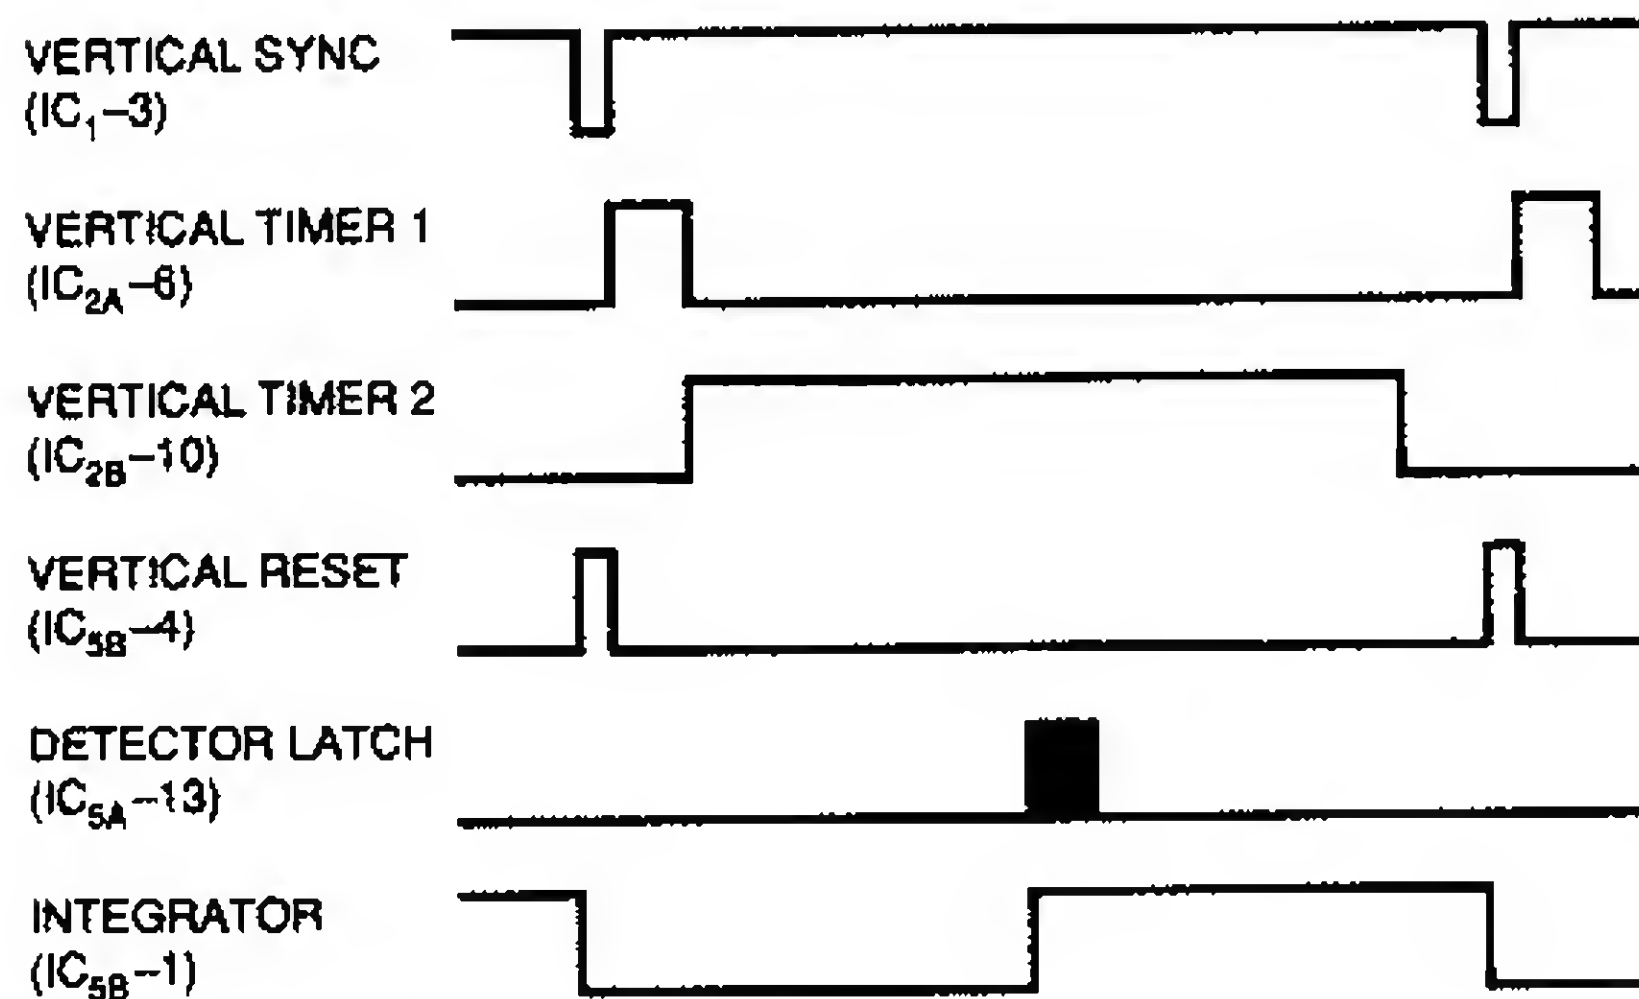 VERTICAL SYNC
(IC₁–3)
VERTICAL TIMER 1
(IC₂A–6)
VERTICAL TIMER 2
(IC₂B–10)
VERTICAL RESET
(IC₅B–4)
DETECTOR LATCH
(IC₅A–13)
INTEGRATOR
(IC₅B–1)